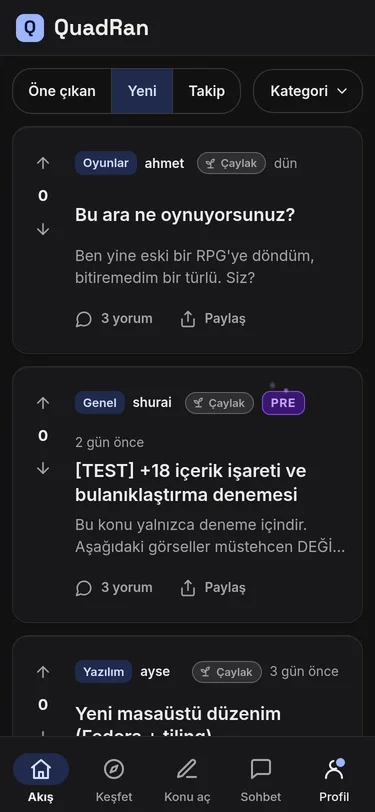 Q QuadRan
Öne çıkan Yeni Takip Kategori
Oyunlar ahmet Çaylak dün
0
Bu ara ne oynuyorsunuz?
Ben yine eski bir RPG'ye döndüm,
bitiremedim bir türlü. Siz?
3 yorum Paylaş
Genel shurai Çaylak PRE
0
2 gün önce
[TEST] +18 içerik işareti ve
bulanıklaştırma denemesi
Bu konu yalnızca deneme içindir.
Aşağıdaki görseller müstehcen DEĞİ...
3 yorum Paylaş
Yazılım ayse Çaylak 3 gün önce
0
Yeni masaüstü düzenim
(Fedora + tiling)
Akış Keşfet Konu aç Sohbet Profil